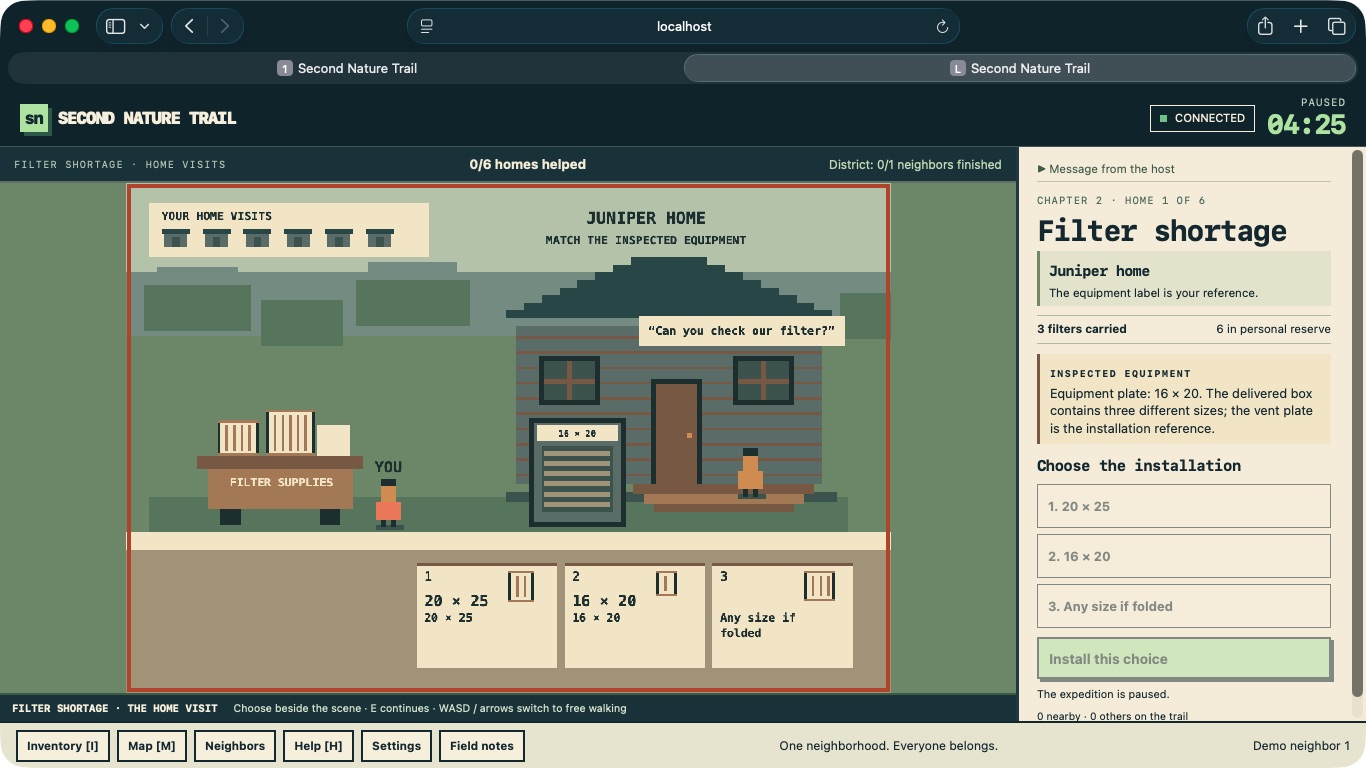 localhost
1 Second Nature Trail
L Second Nature Trail
sn SECOND NATURE TRAIL
CONNECTED
PAUSED
04:25
FILTER SHORTAGE · HOME VISITS
0/6 homes helped
District: 0/1 neighbors finished
YOUR HOME VISITS
JUNIPER HOME
MATCH THE INSPECTED EQUIPMENT
“Can you check our filter?”
16 × 20
FILTER SUPPLIES
YOU
1
20 × 25
20 × 25
2
16 × 20
16 × 20
3
Any size if
folded
FILTER SHORTAGE · THE HOME VISIT Choose beside the scene · E continues · WASD / arrows switch to free walking
Message from the host
CHAPTER 2 · HOME 1 OF 6
Filter shortage
Juniper home
The equipment label is your reference.
3 filters carried 6 in personal reserve
INSPECTED EQUIPMENT
Equipment plate: 16 × 20. The delivered box
contains three different sizes; the vent plate
is the installation reference.
Choose the installation
1. 20 × 25
2. 16 × 20
3. Any size if folded
Install this choice
The expedition is paused.
0 nearby · 0 others on the trail
Inventory [I] Map [M] Neighbors Help [H] Settings Field notes
One neighborhood. Everyone belongs.
Demo neighbor 1